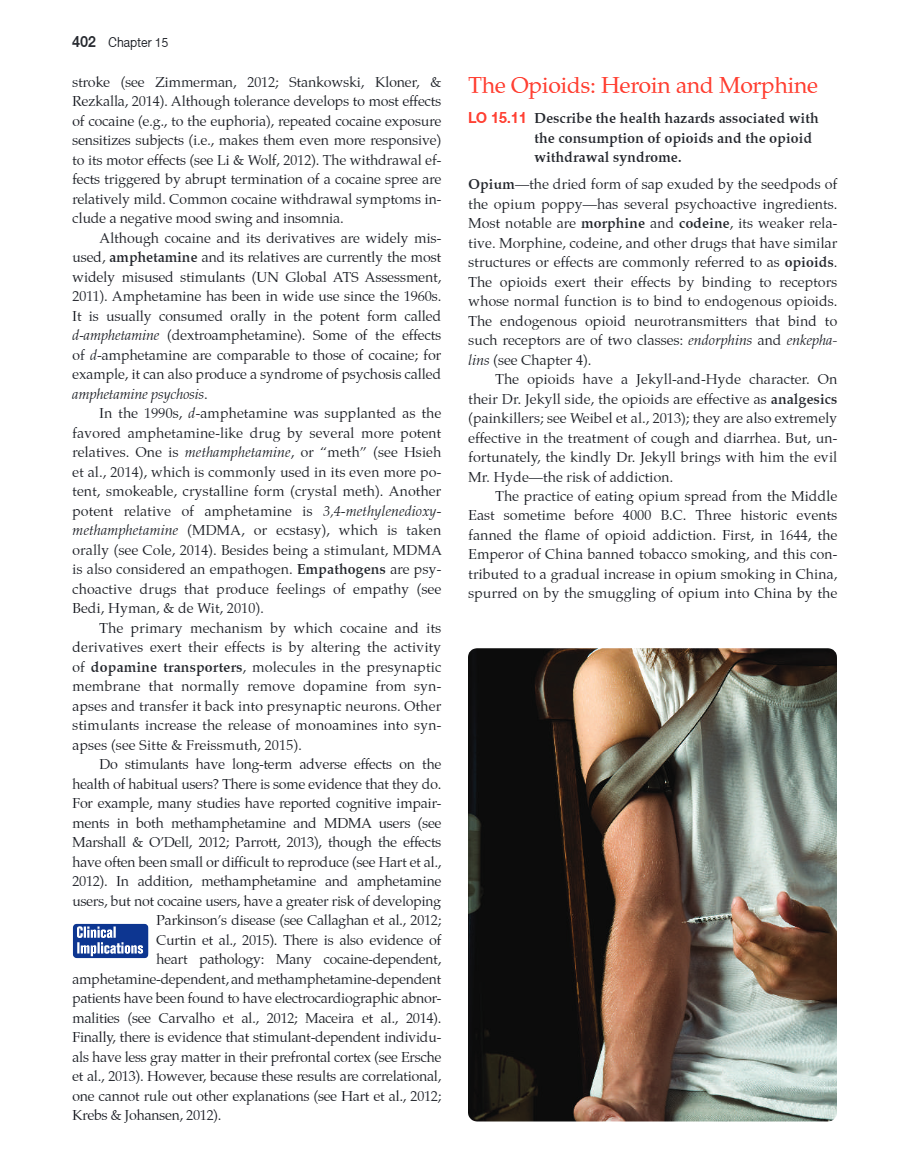 402 Chapter 15
stroke (see Zimmerman, 2012; Stankowski, Kloner, &
Rezkalla, 2014). Although tolerance develops to most effects
of cocaine (e.g., to the euphoria), repeated cocaine exposure
sensitizes subjects (i.e., makes them even more responsive)
to its motor effects (see Li & Wolf, 2012). The withdrawal ef-
fects triggered by abrupt termination of a cocaine spree are
relatively mild. Common cocaine withdrawal symptoms in-
clude a negative mood swing and insomnia.
Although cocaine and its derivatives are widely mis-
used, amphetamine and its relatives are currently the most
widely misused stimulants (UN Global ATS Assessment,
2011). Amphetamine has been in wide use since the 1960s.
It is usually consumed orally in the potent form called
d-amphetamine (dextroamphetamine). Some of the effects
of d-amphetamine are comparable to those of cocaine; for
example, it can also produce a syndrome of psychosis called
amphetamine psychosis.
In the 1990s, d-amphetamine was supplanted as the
favored amphetamine-like drug by several more potent
relatives. One is methamphetamine, or “meth” (see Hsieh
et al., 2014), which is commonly used in its even more po-
tent, smokeable, crystalline form (crystal meth). Another
potent relative of amphetamine is 3,4-methylenedioxy-
methamphetamine (MDMA, or ecstasy), which is taken
orally (see Cole, 2014). Besides being a stimulant, MDMA
is also considered an empathogen. Empathogens are psy-
choactive drugs that produce feelings of empathy (see
Bedi, Hyman, & de Wit, 2010).
The primary mechanism by which cocaine and its
derivatives exert their effects is by altering the activity
of dopamine transporters, molecules in the presynaptic
membrane that normally remove dopamine from syn-
apses and transfer it back into presynaptic neurons. Other
stimulants increase the release of monoamines into syn-
apses (see Sitte & Freissmuth, 2015).
Do stimulants have long-term adverse effects on the
health of habitual users? There is some evidence that they do.
For example, many studies have reported cognitive impair-
ments in both methamphetamine and MDMA users (see
Marshall & O’Dell, 2012; Parrott, 2013), though the effects
have often been small or difficult to reproduce (see Hart et al.,
2012). In addition, methamphetamine and amphetamine
users, but not cocaine users, have a greater risk of developing
Parkinson’s disease (see Callaghan et al., 2012;
Clinical
Implications
Curtin et al., 2015). There is also evidence of
heart pathology: Many cocaine-dependent,
amphetamine-dependent, and methamphetamine-dependent
patients have been found to have electrocardiographic abnor-
malities (see Carvalho et al., 2012; Maceira et al., 2014).
Finally, there is evidence that stimulant-dependent individu-
als have less gray matter in their prefrontal cortex (see Ersche
et al., 2013). However, because these results are correlational,
one cannot rule out other explanations (see Hart et al., 2012;
Krebs & Johansen, 2012).
The Opioids: Heroin and Morphine
LO 15.11 Describe the health hazards associated with
the consumption of opioids and the opioid
withdrawal syndrome.
Opium—the dried form of sap exuded by the seedpods of
the opium poppy—has several psychoactive ingredients.
Most notable are morphine and codeine, its weaker rela-
tive. Morphine, codeine, and other drugs that have similar
structures or effects are commonly referred to as opioids.
The opioids exert their effects by binding to receptors
whose normal function is to bind to endogenous opioids.
The endogenous opioid neurotransmitters that bind to
such receptors are of two classes: endorphins and enkepha-
lins (see Chapter 4).
The opioids have a Jekyll-and-Hyde character. On
their Dr. Jekyll side, the opioids are effective as analgesics
(painkillers; see Weibel et al., 2013); they are also extremely
effective in the treatment of cough and diarrhea. But, un-
fortunately, the kindly Dr. Jekyll brings with him the evil
Mr. Hyde—the risk of addiction.
The practice of eating opium spread from the Middle
East sometime before 4000 B.C. Three historic events
fanned the flame of opioid addiction. First, in 1644, the
Emperor of China banned tobacco smoking, and this con-
tributed to a gradual increase in opium smoking in China,
spurred on by the smuggling of opium into China by the